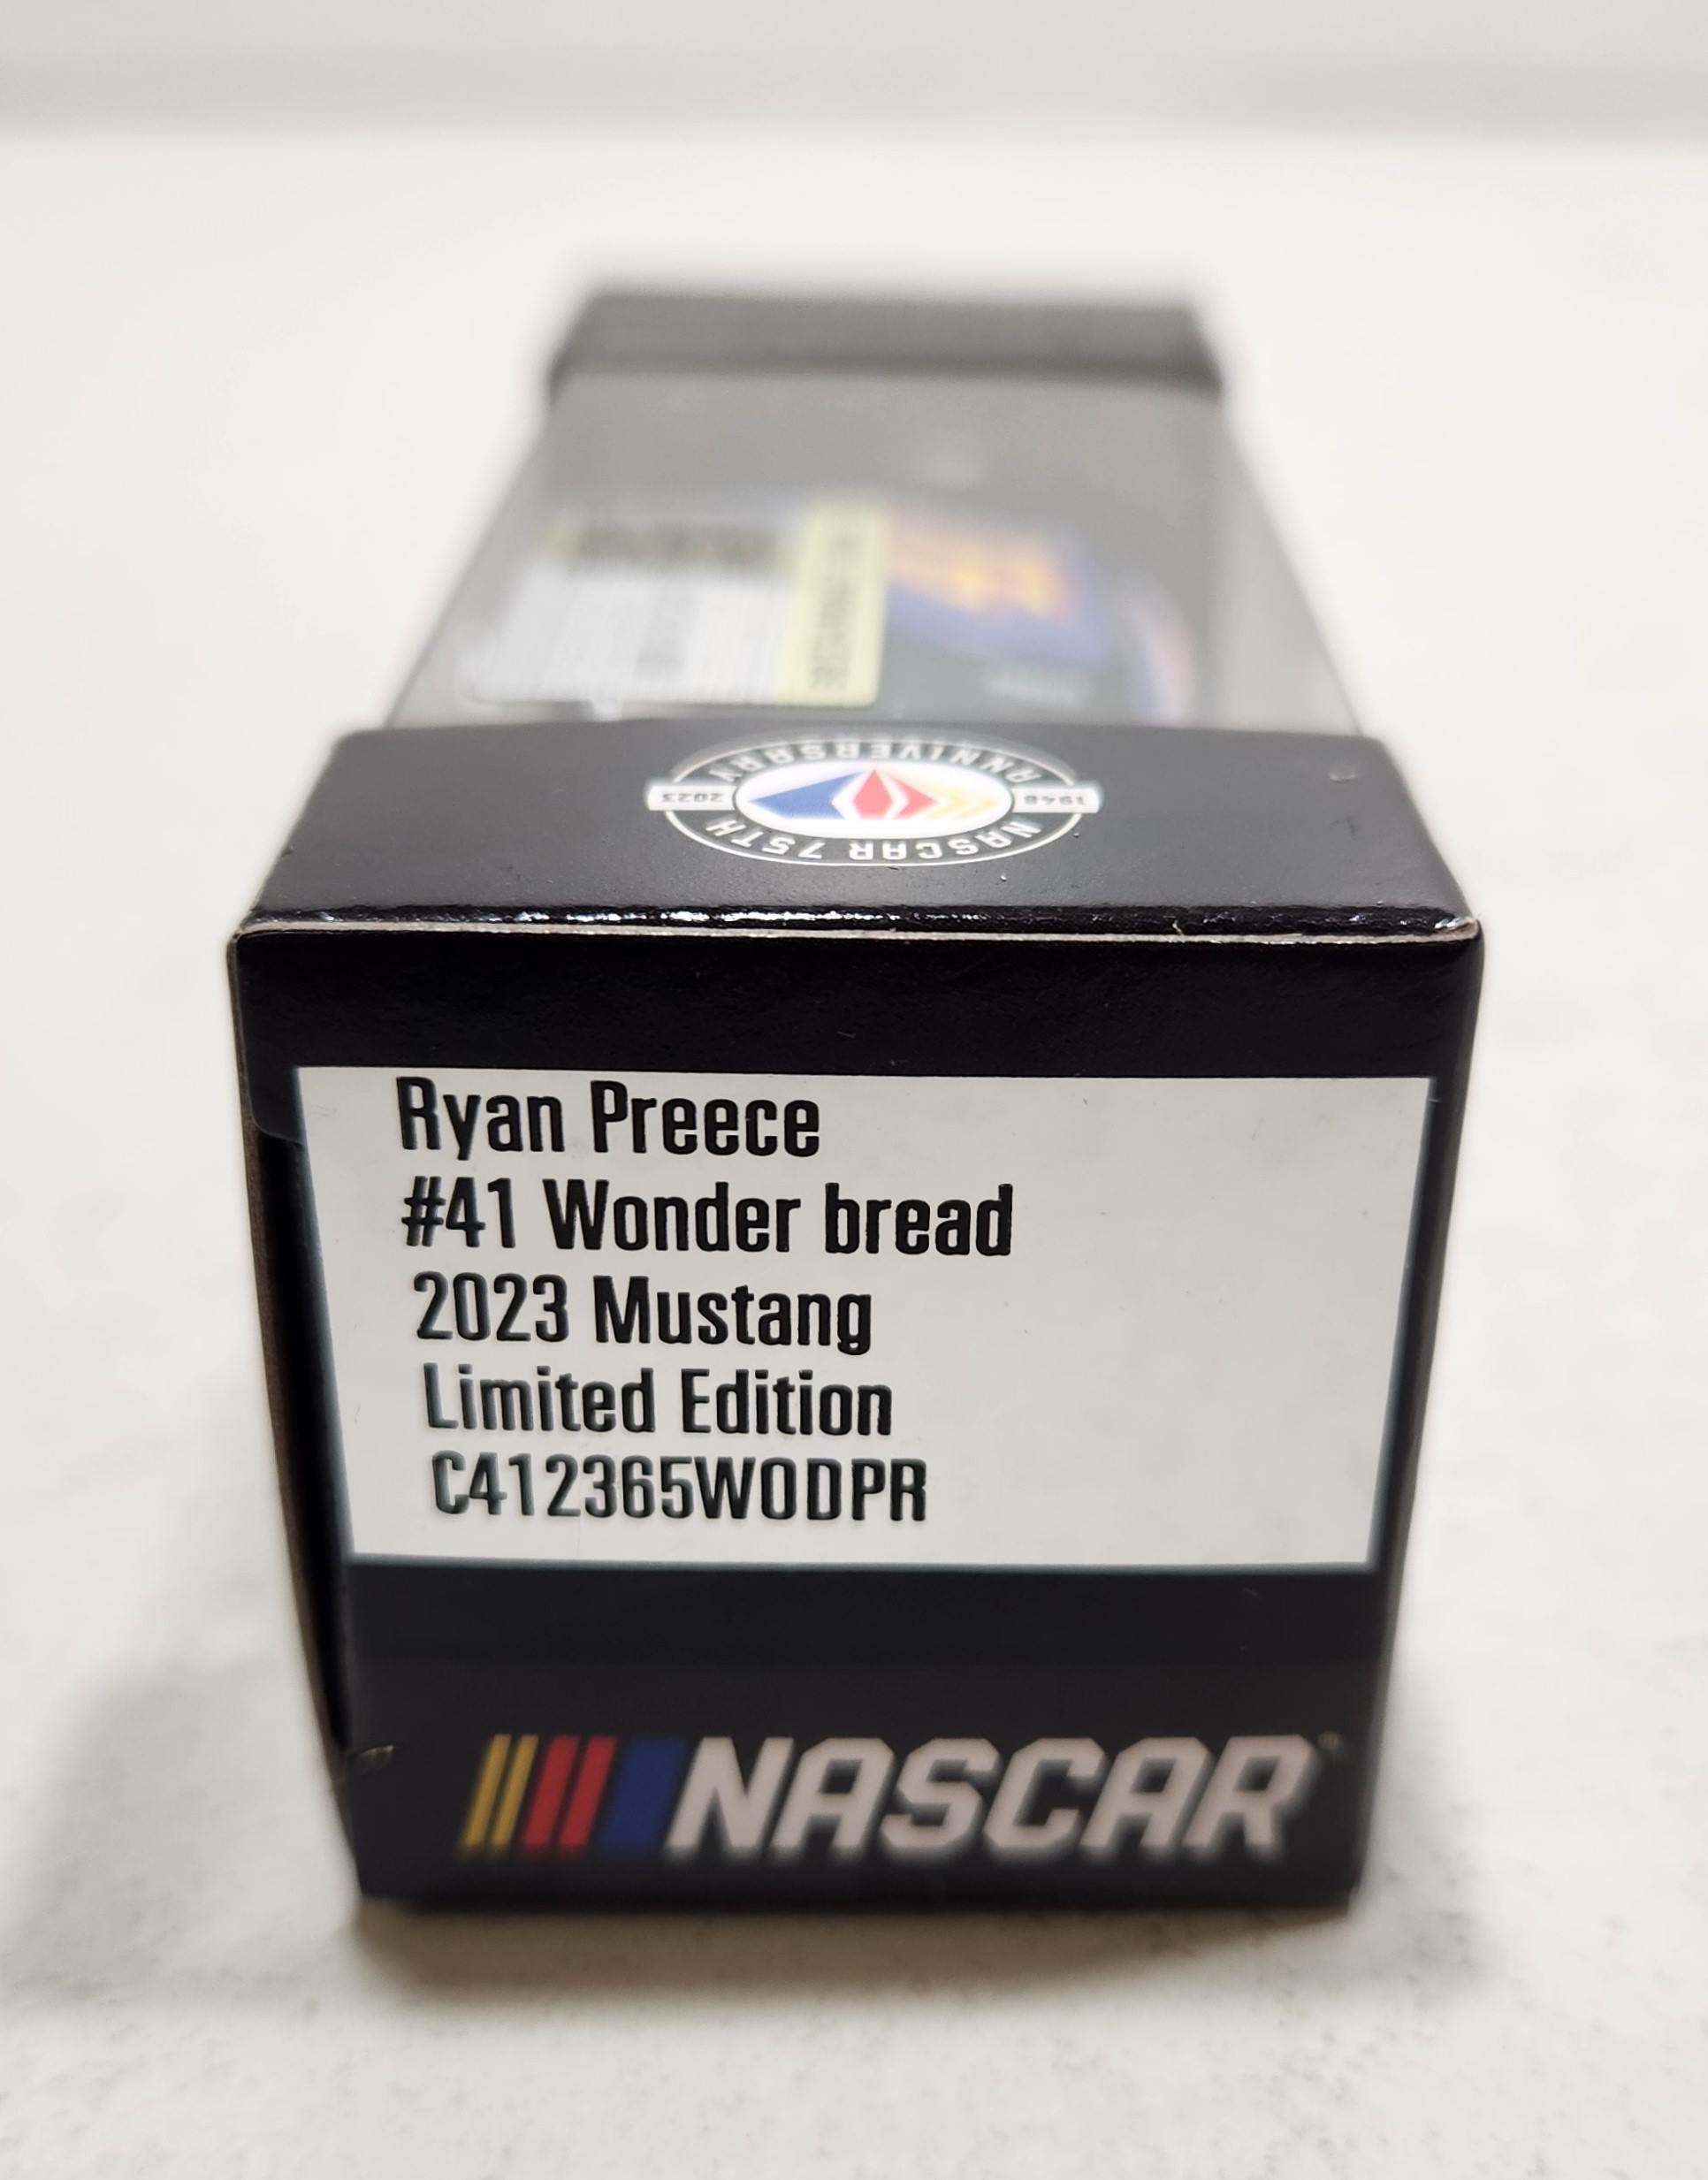 NASCAR 75TH
ANNIVERSARY
1948
2023
Ryan Preece
#41 Wonder bread
2023 Mustang
Limited Edition
C412365WODPR
NASCAR